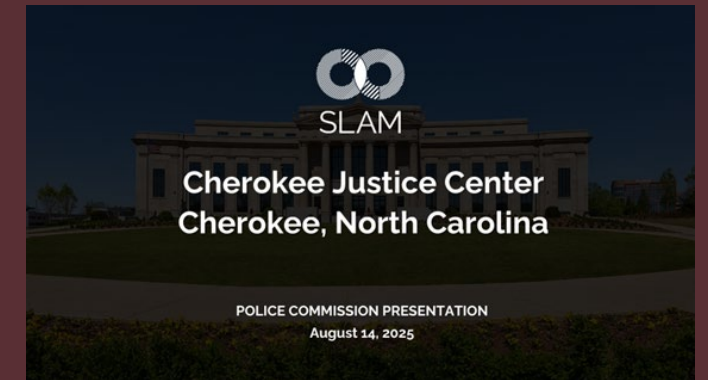 SLAM
Cherokee Justice Center
Cherokee, North Carolina
POLICE COMMISSION PRESENTATION
August 14, 2025